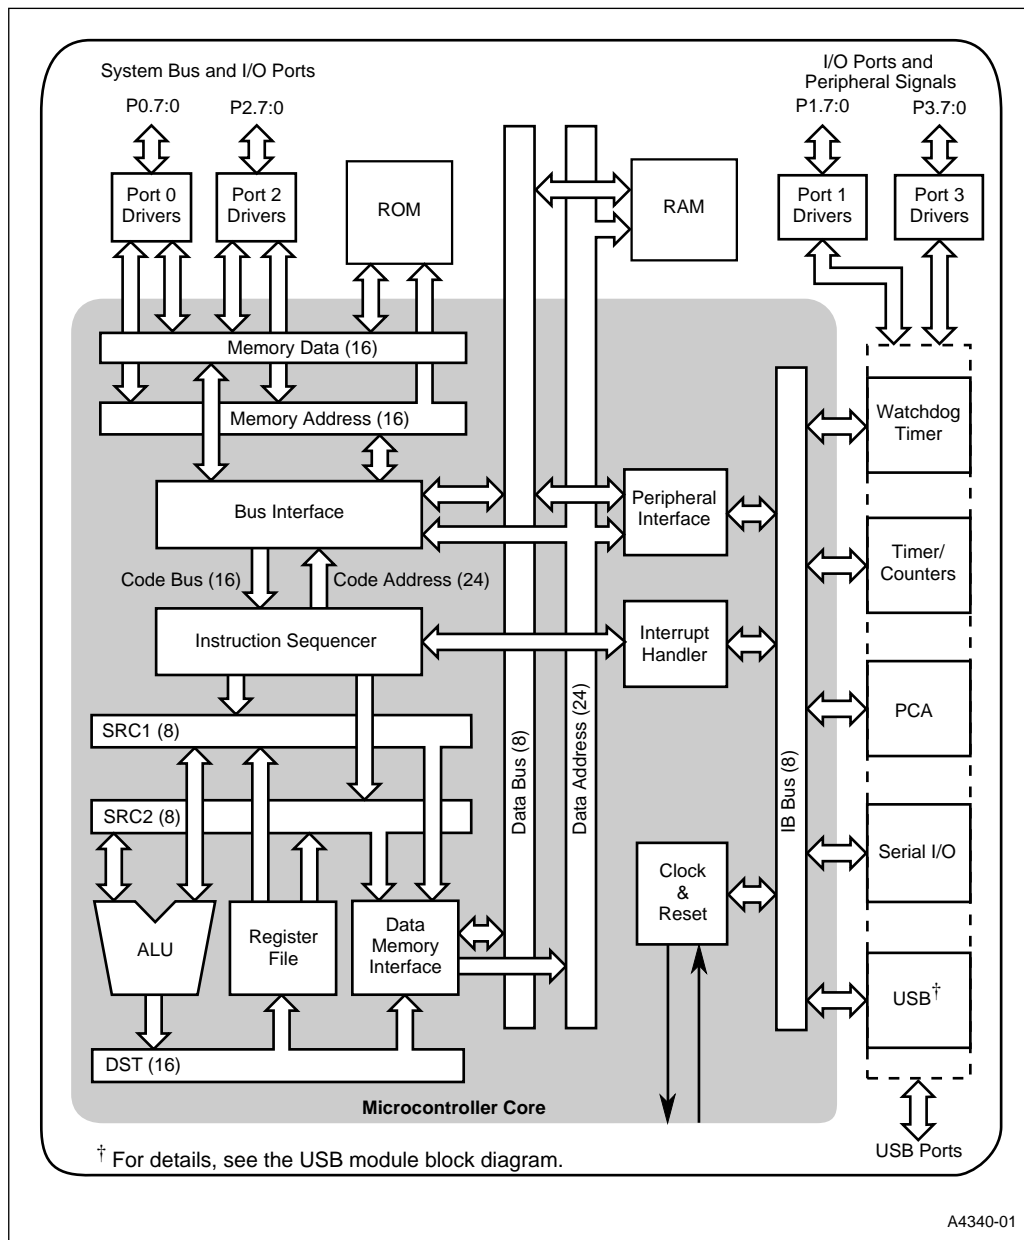 System Bus and I/O Ports
I/O Ports and
Peripheral Signals
P0.7:0
P2.7:0
P1.7:0
P3.7:0
Port 0
Drivers
Port 2
Drivers
ROM
RAM
Port 1
Drivers
Port 3
Drivers
Memory Data (16)
Memory Address (16)
Watchdog
Timer
Bus Interface
Peripheral
Interface
Code Bus (16)
Code Address (24)
Timer/
Counters
Instruction Sequencer
Interrupt
Handler
SRC1 (8)
Data Bus (8)
Data Address (24)
IB Bus (8)
PCA
SRC2 (8)
Serial I/O
Clock
&
Reset
ALU
Register
File
Data
Memory
Interface
USB†
DST (16)
Microcontroller Core
USB Ports
† For details, see the USB module block diagram.
A4340-01